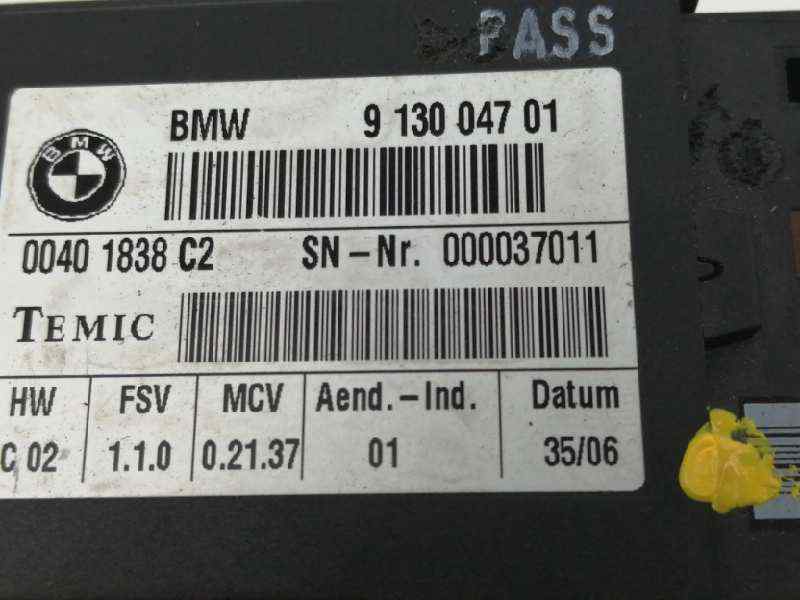 PASS
BMW 9 130 047 01
BMW
0040 1838 C2 SN-Nr. 000037011
TEMIC
HW FSV MCV Aend.-Ind. Datum
C 02 1.1.0 0.21.37 01 35/06